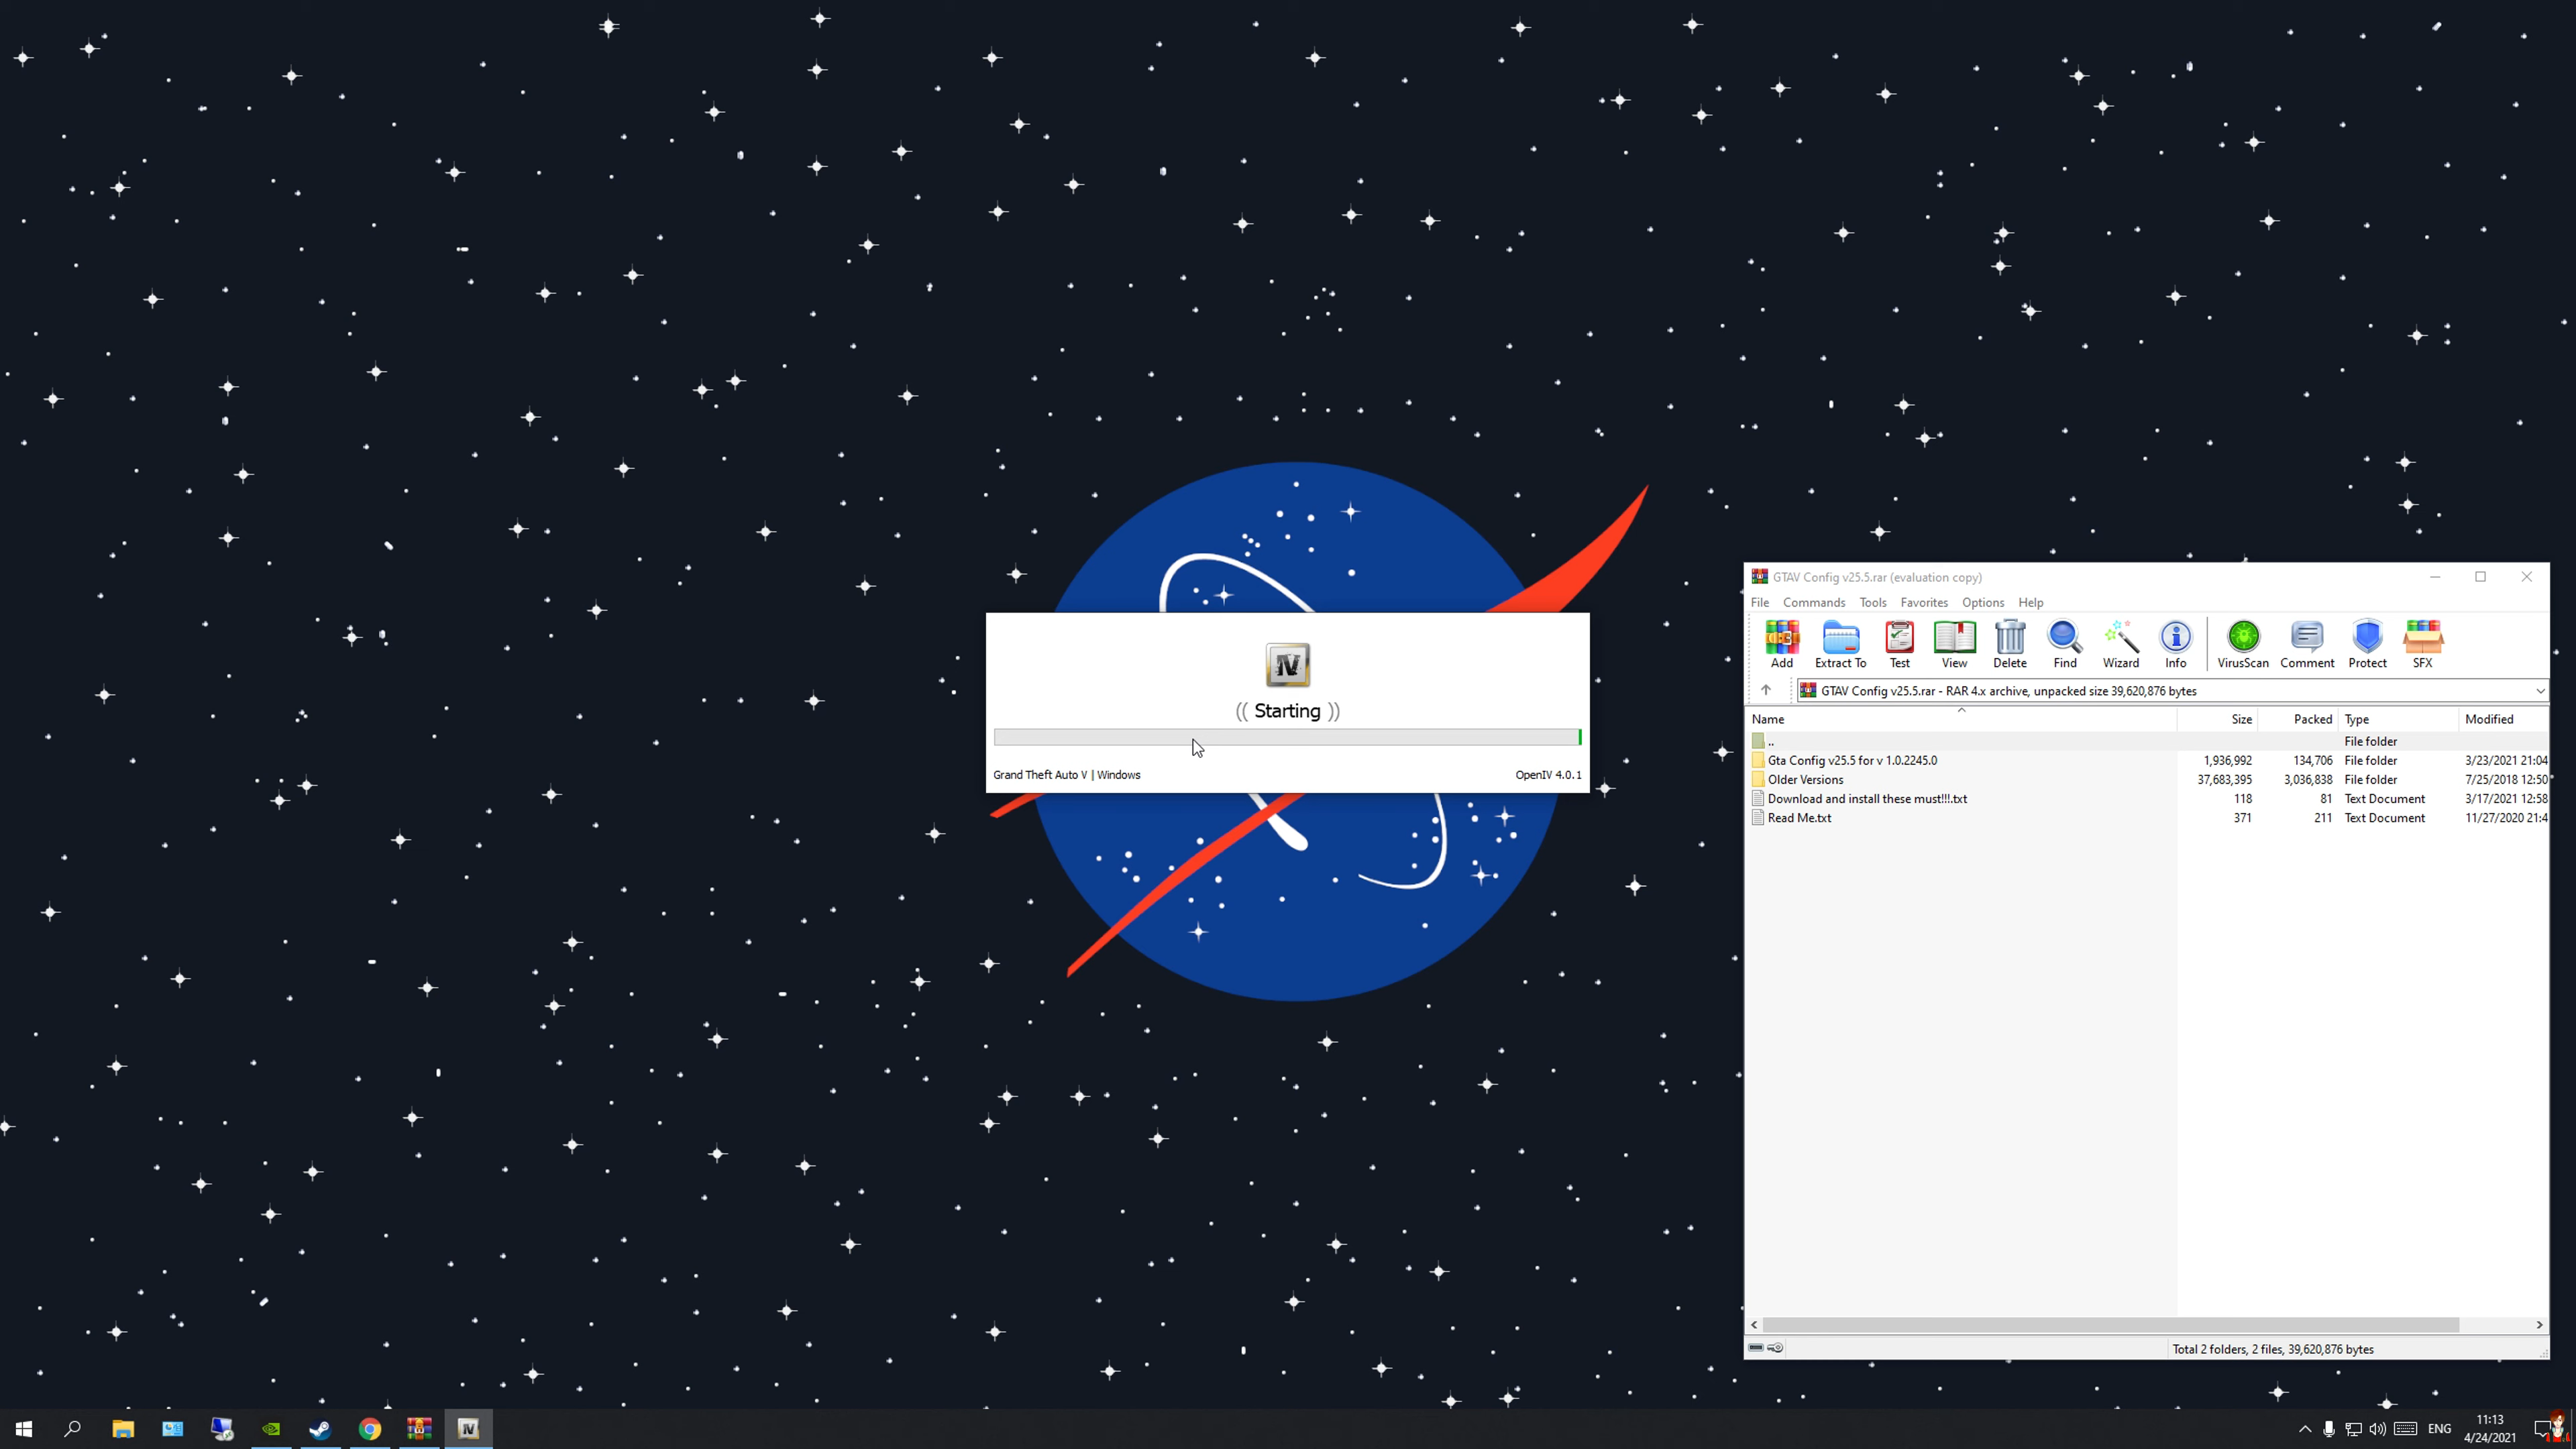 (( Starting ))
Grand Theft Auto V | Windows
OpenIV 4.0.1
GTAV Config v25.5.rar (evaluation copy)
File Commands Tools Favorites Options Help
Add Extract To Test View Delete Find Wizard Info VirusScan Comment Protect SFX
GTAV Config v25.5.rar - RAR 4.x archive, unpacked size 39,620,876 bytes
Name Size Packed Type Modified
.. File folder
Gta Config v25.5 for v 1.0.2245.0 1,936,992 134,706 File folder 3/23/2021 21:04
Older Versions 37,683,395 3,036,838 File folder 7/25/2018 12:50
Download and install these must!!!.txt 118 81 Text Document 3/17/2021 12:58
Read Me.txt 371 211 Text Document 11/27/2020 21:4
Total 2 folders, 2 files, 39,620,876 bytes
IV
ENG
11:13
4/24/2021